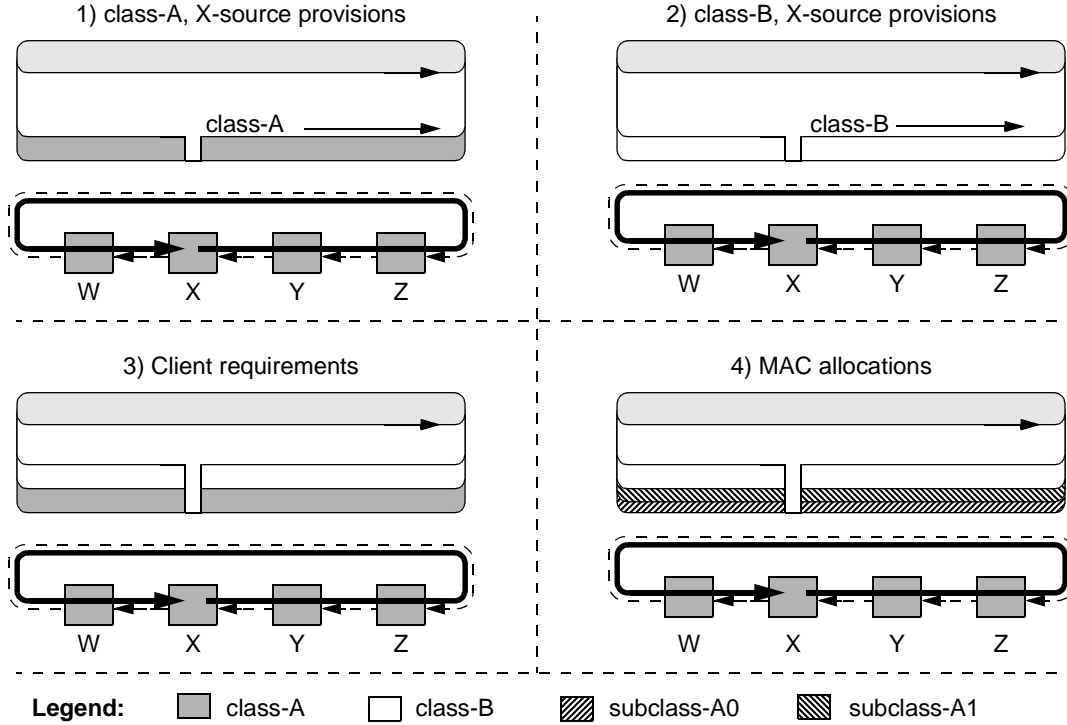 1) class-A, X-source provisions
2) class-B, X-source provisions
class-A
class-B
W X Y Z
W X Y Z
3) Client requirements
4) MAC allocations
W X Y Z
W X Y Z
Legend: class-A class-B subclass-A0 subclass-A1